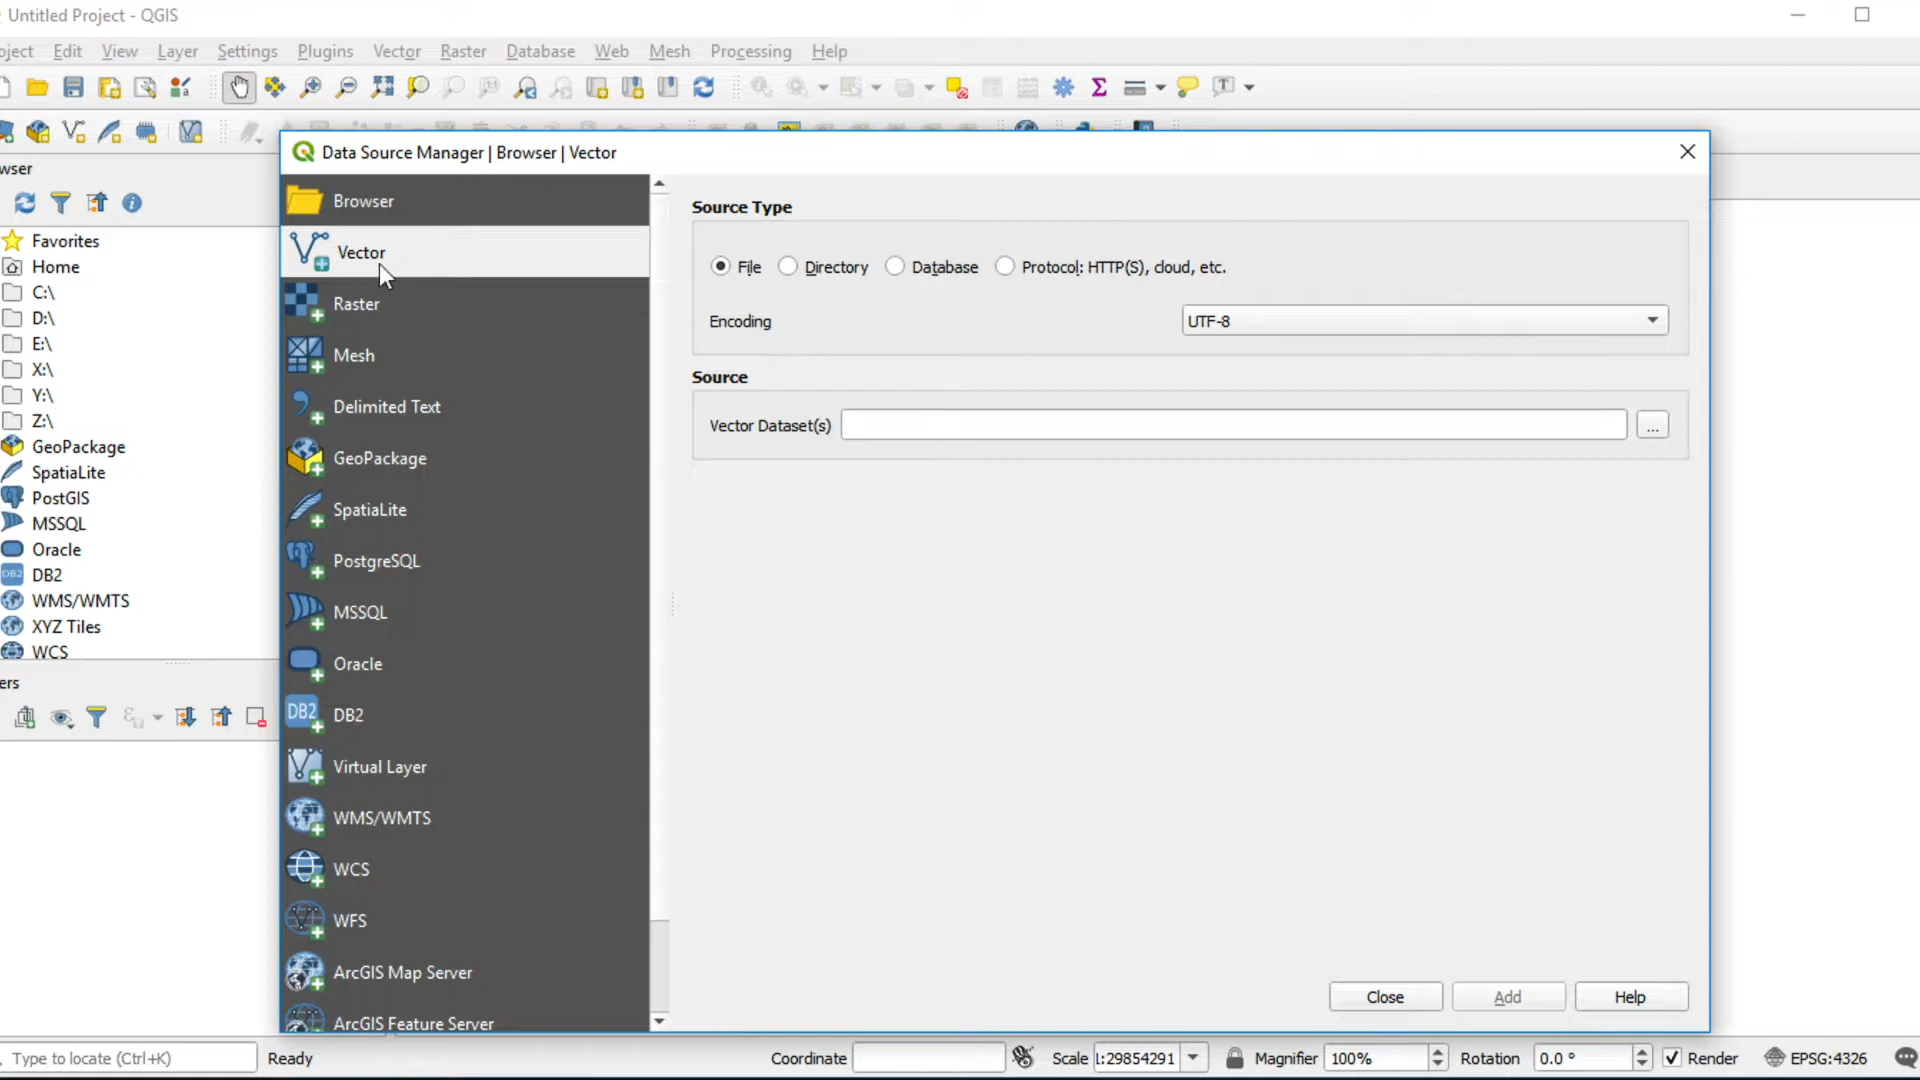 Untitled Project - QGIS
oject Edit View Layer Settings Plugins Vector Raster Database Web Mesh Processing Help
wser
Data Source Manager | Browser | Vector
Favorites
Home
C:\
D:\
E:\
X:\
Y:\
Z:\
GeoPackage
SpatiaLite
PostGIS
MSSQL
Oracle
DB2
DB2
WMS/WMTS
XYZ Tiles
WCS
ers
Browser
Vector
Raster
Mesh
Delimited Text
GeoPackage
SpatiaLite
PostgreSQL
MSSQL
Oracle
DB2
DB2
Virtual Layer
WMS/WMTS
WCS
WFS
ArcGIS Map Server
ArcGIS Feature Server
Source Type
File Directory Database Protocol: HTTP(S), cloud, etc.
Encoding UTF-8
Source
Vector Dataset(s) ...
Close Add Help
Type to locate (Ctrl+K) Ready Coordinate Scale l:29854291 Magnifier 100% Rotation 0.0 ° Render EPSG:4326